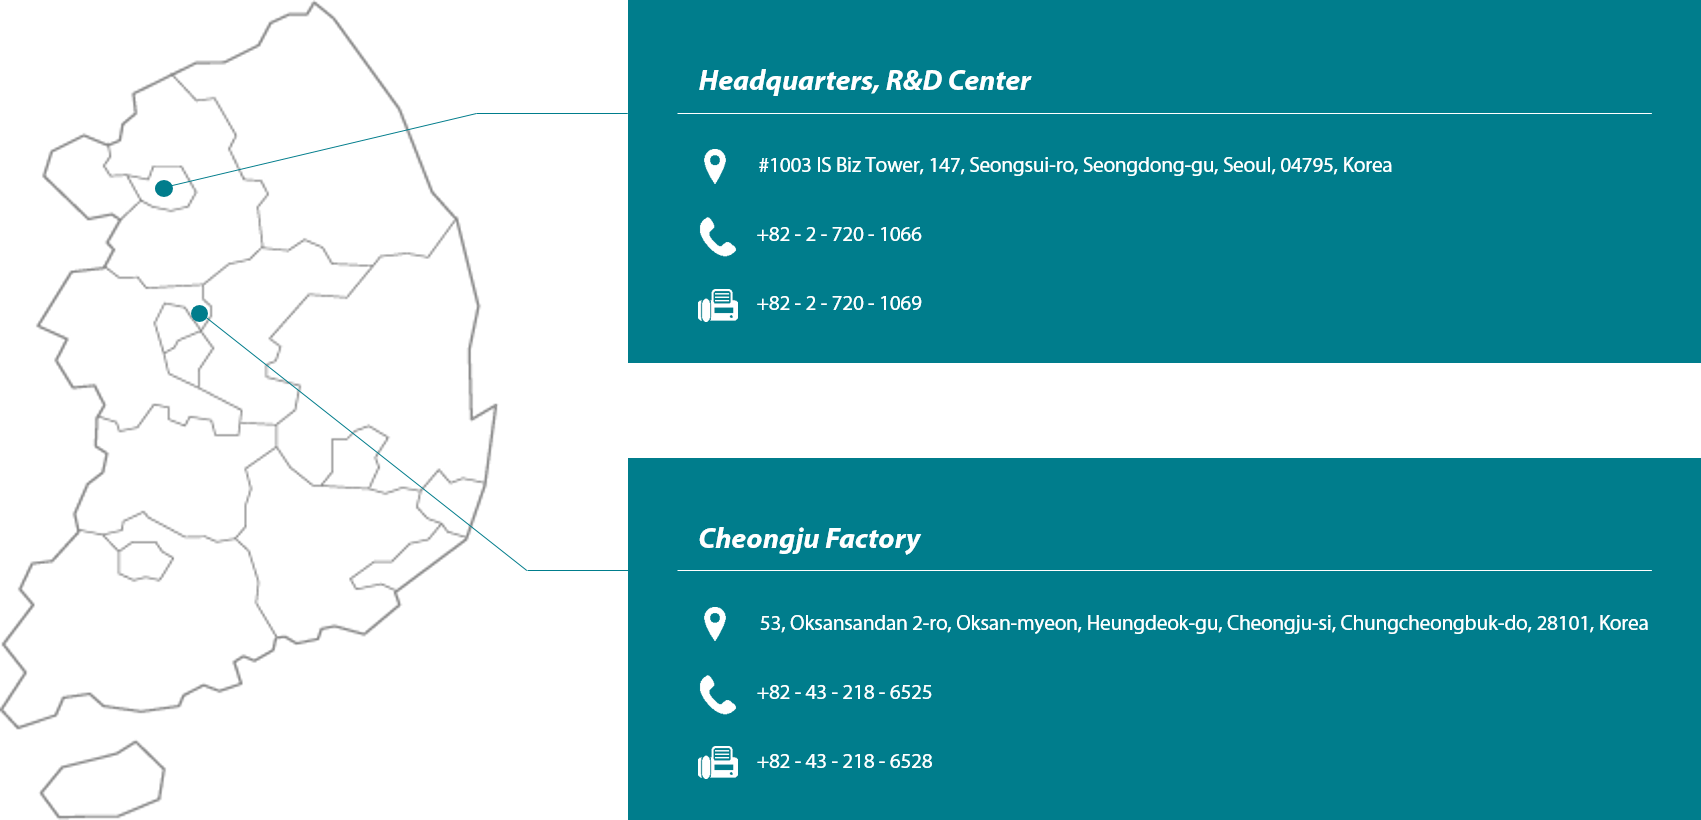 Headquarters, R&D Center
#1003 IS Biz Tower, 147, Seongsui-ro, Seongdong-gu, Seoul, 04795, Korea
+82 - 2 - 720 - 1066
+82 - 2 - 720 - 1069
Cheongju Factory
53, Oksansandan 2-ro, Oksan-myeon, Heungdeok-gu, Cheongju-si, Chungcheongbuk-do, 28101, Korea
+82 - 43 - 218 - 6525
+82 - 43 - 218 - 6528